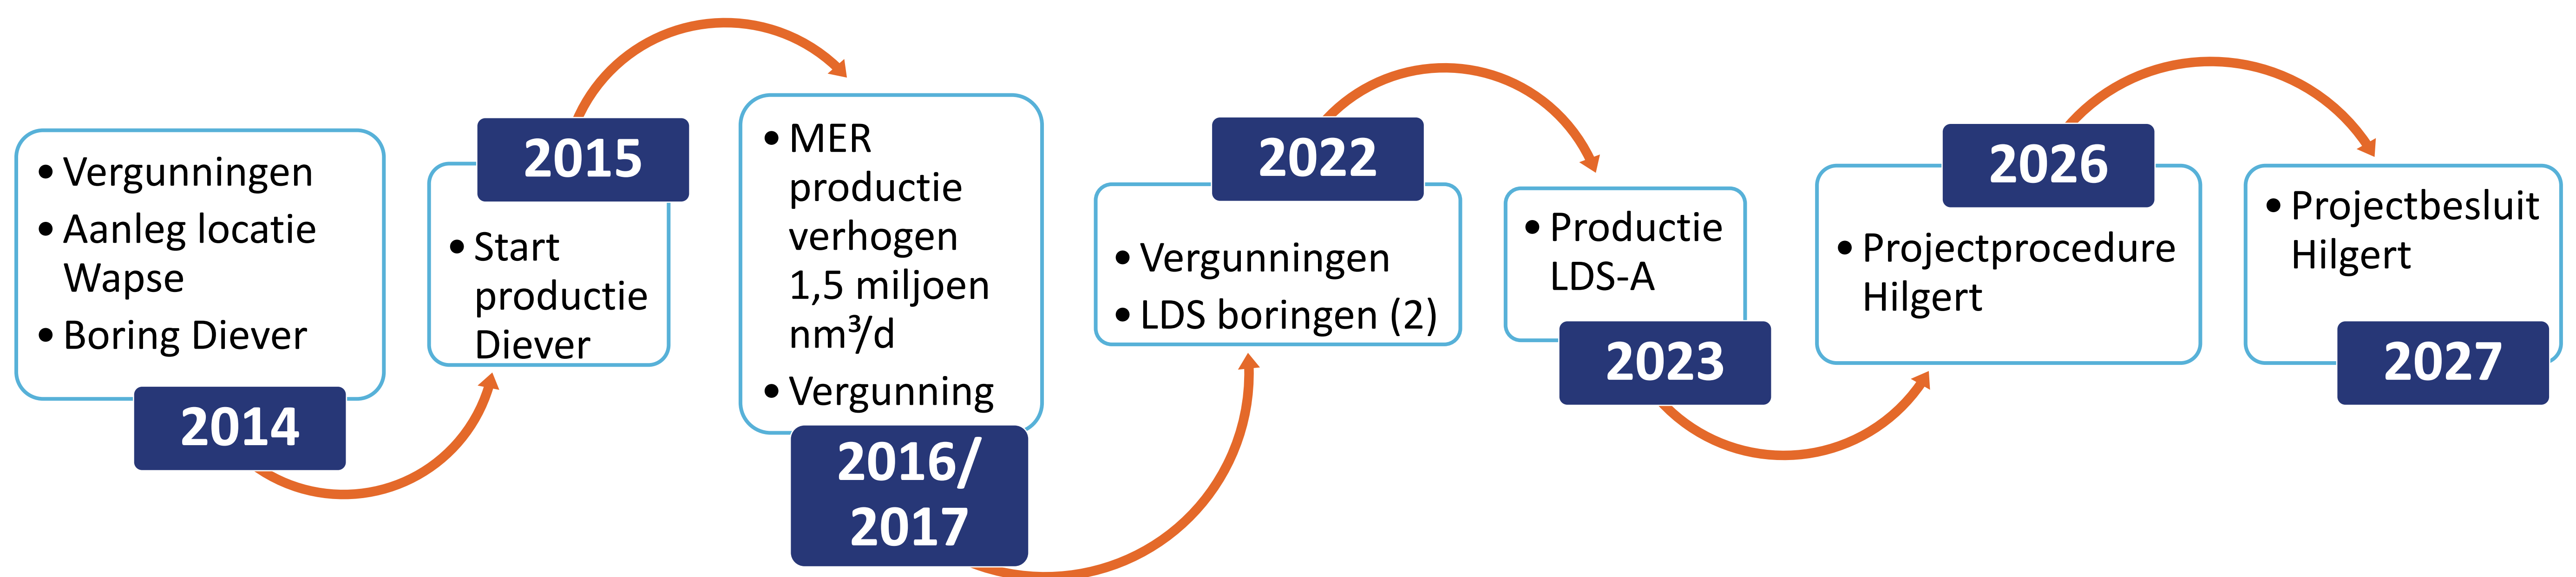 • Vergunningen
• Aanleg locatie
Wapse
• Boring Diever
2014
2015
• Start
productie
Diever
• MER
productie
verhogen
1,5 miljoen
nm³/d
• Vergunning
2016/
2017
2022
• Vergunningen
• LDS boringen (2)
• Productie
LDS-A
2023
2026
• Projectprocedure
Hilgert
• Projectbesluit
Hilgert
2027